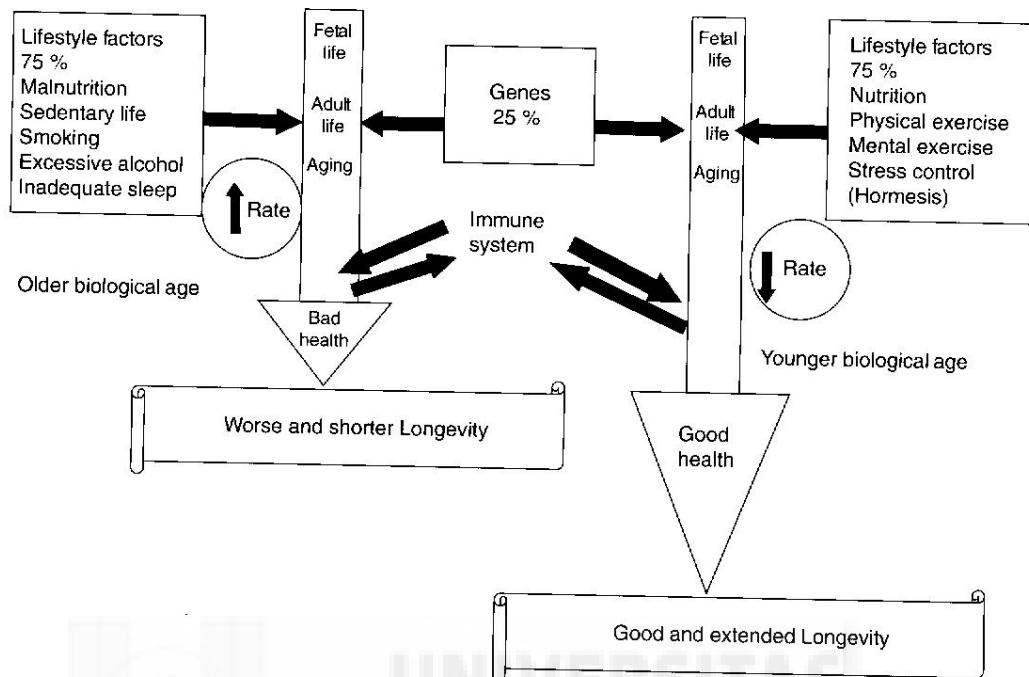 Lifestyle factors
75 %
Malnutrition
Sedentary life
Smoking
Excessive alcohol
Inadequate sleep
Rate
Older biological age
Fetal
life
Adult
life
Aging
Bad
health
Worse and shorter Longevity
Genes
25 %
Immune
system
Fetal
life
Adult
life
Aging
Good
health
Lifestyle factors
75 %
Nutrition
Physical exercise
Mental exercise
Stress control
(Hormesis)
Rate
Younger biological age
Good and extended Longevity
UNIVERSITAS